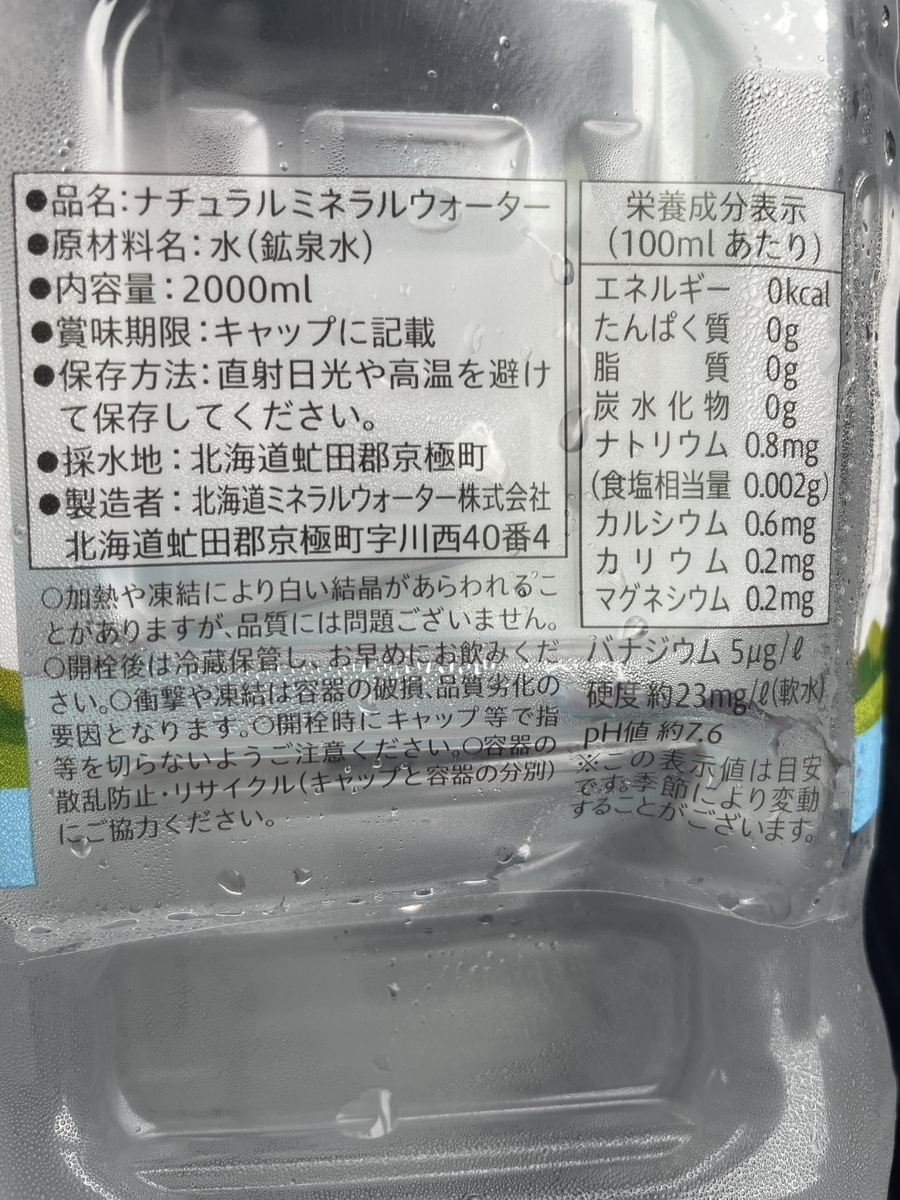 ●品名:ナチュラルミネラルウォーター
●原材料名:水(鉱泉水)
●内容量:2000ml
●賞味期限:キャップに記載
●保存方法:直射日光や高温を避け
て保存してください。
●採水地:北海道虻田郡京極町
●製造者:北海道ミネラルウォーター株式会社
北海道虻田郡京極町字川西40番4
○加熱や凍結により白い結晶があらわれるこ
とがありますが、品質には問題ございません。
○開栓後は冷蔵保管し、お早めにお飲みくだ
さい。○衝撃や凍結は容器の破損、品質劣化の
要因となります。○開栓時にキャップ等で指
等を切らないようご注意ください。○容器の
散乱防止・リサイクル(キャップと容器の分別)
にご協力ください。
栄養成分表示
(100mlあたり)
エネルギー 0kcal
たんぱく質 0g
脂質 0g
炭水化物 0g
ナトリウム 0.8mg
(食塩相当量 0.002g)
カルシウム 0.6mg
カリウム 0.2mg
マグネシウム 0.2mg
バナジウム 5μg/ℓ
硬度 約23mg/ℓ(軟水)
pH値 約7.6
※この表示値は目安
です。季節により変動
することがございます。